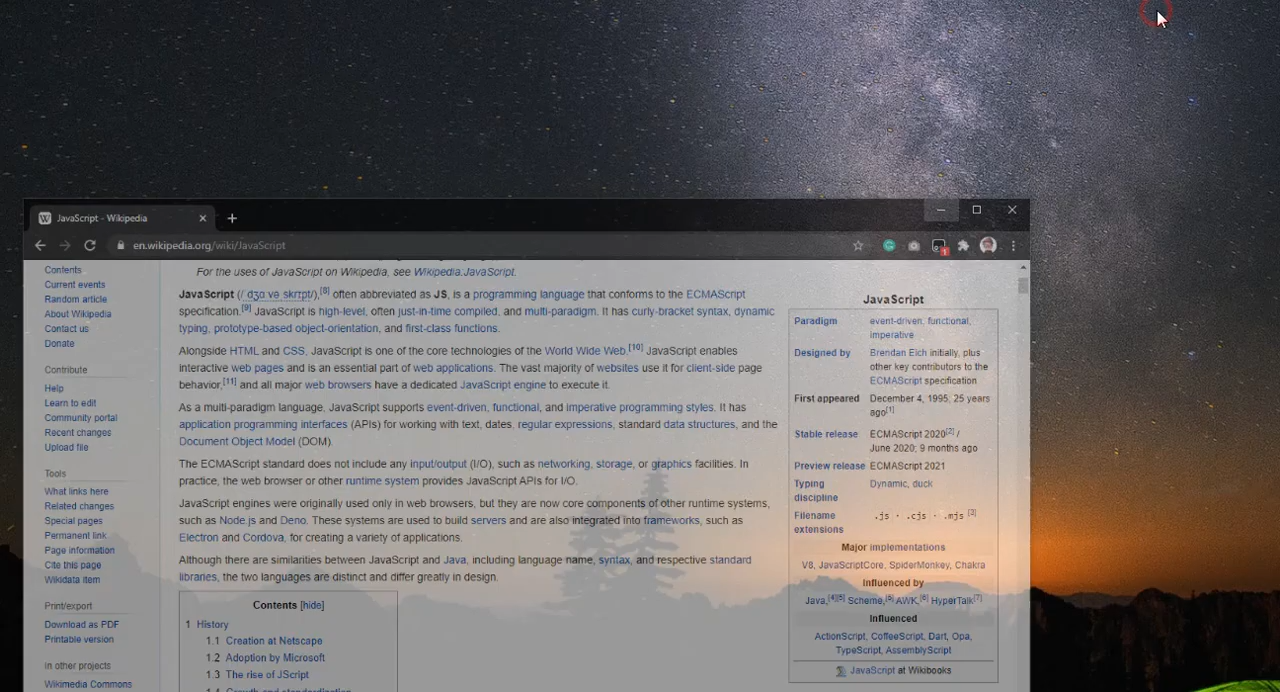 JavaScript - Wikipedia
en.wikipedia.org/wiki/JavaScript
1
Contents
Current events
Random article
About Wikipedia
Contact us
Donate
Contribute
Help
Learn to edit
Community portal
Recent changes
Upload file
Tools
What links here
Related changes
Special pages
Permanent link
Page information
Cite this page
Wikidata item
Print/export
Download as PDF
Printable version
In other projects
Wikimedia Commons
For the uses of JavaScript on Wikipedia, see Wikipedia:JavaScript.
JavaScript (/ˈdʒɑːvəˌskrɪpt/),[8] often abbreviated as JS, is a programming language that conforms to the ECMAScript
specification.[9] JavaScript is high-level, often just-in-time compiled, and multi-paradigm. It has curly-bracket syntax, dynamic
typing, prototype-based object-orientation, and first-class functions.
Alongside HTML and CSS, JavaScript is one of the core technologies of the World Wide Web.[10] JavaScript enables
interactive web pages and is an essential part of web applications. The vast majority of websites use it for client-side page
behavior,[11] and all major web browsers have a dedicated JavaScript engine to execute it.
As a multi-paradigm language, JavaScript supports event-driven, functional, and imperative programming styles. It has
application programming interfaces (APIs) for working with text, dates, regular expressions, standard data structures, and the
Document Object Model (DOM).
The ECMAScript standard does not include any input/output (I/O), such as networking, storage, or graphics facilities. In
practice, the web browser or other runtime system provides JavaScript APIs for I/O.
JavaScript engines were originally used only in web browsers, but they are now core components of other runtime systems,
such as Node.js and Deno. These systems are used to build servers and are also integrated into frameworks, such as
Electron and Cordova, for creating a variety of applications.
Although there are similarities between JavaScript and Java, including language name, syntax, and respective standard
libraries, the two languages are distinct and differ greatly in design.
Contents [hide]
1 History
1.1 Creation at Netscape
1.2 Adoption by Microsoft
1.3 The rise of JScript
1.4 Growth and standardization
JavaScript
Paradigm event-driven, functional,
imperative
Designed by Brendan Eich initially, plus
other key contributors to the
ECMAScript specification
First appeared December 4, 1995; 25 years
ago[1]
Stable release ECMAScript 2020[2] /
June 2020; 9 months ago
Preview release ECMAScript 2021
Typing Dynamic, duck
discipline
Filename .js · .cjs · .mjs [3]
extensions
Major implementations
V8, JavaScriptCore, SpiderMonkey, Chakra
Influenced by
Java,[4][5] Scheme,[5] AWK,[6] HyperTalk[7]
Influenced
ActionScript, CoffeeScript, Dart, Opa,
TypeScript, AssemblyScript
JavaScript at Wikibooks